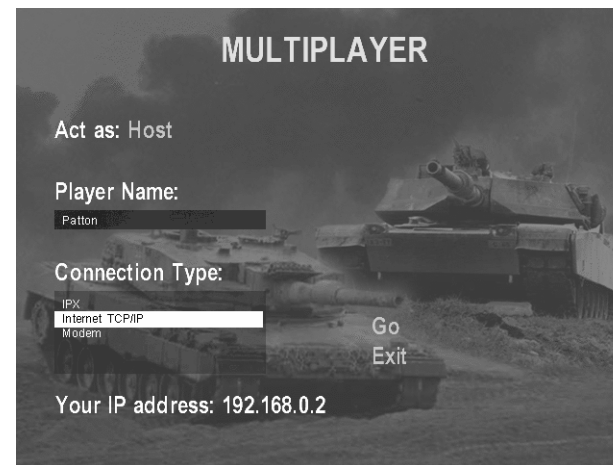 MULTIPLAYER
Act as: Host
Player Name:
Patton
Connection Type:
IPX
Internet TCP/IP
Modem
Go
Exit
Your IP address: 192.168.0.2